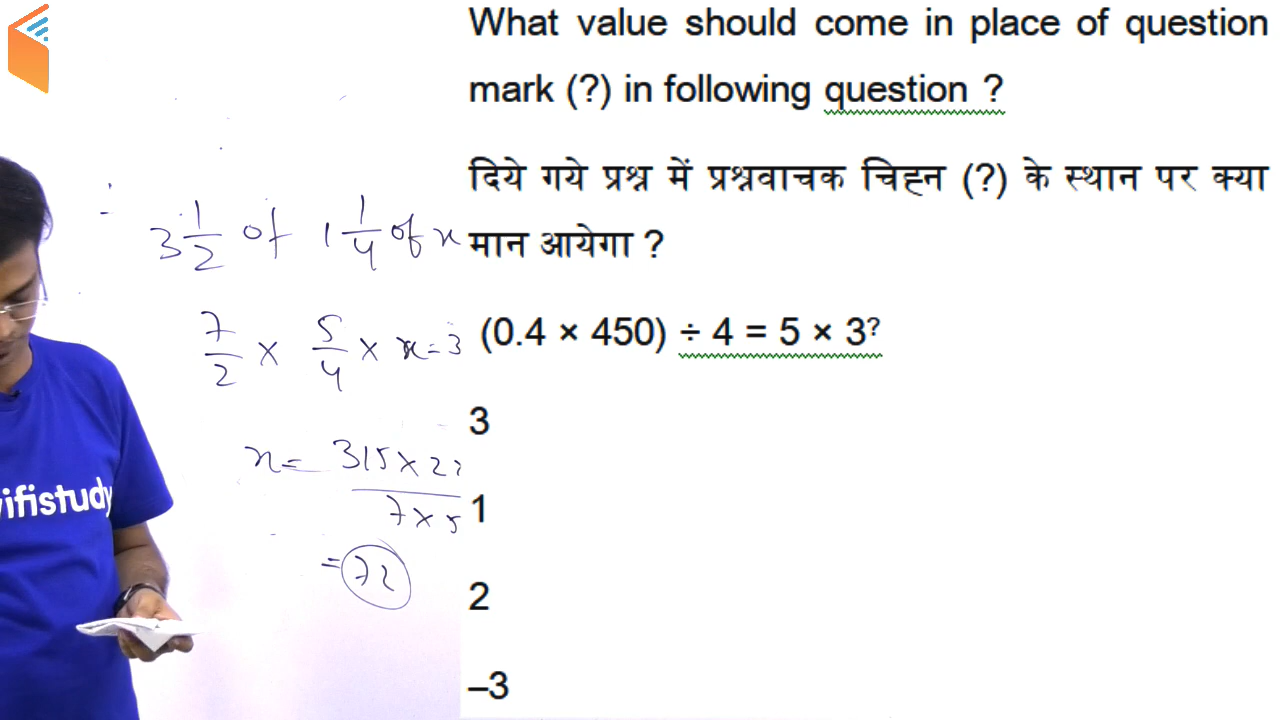 What value should come in place of question
mark (?) in following question ?
दिये गये प्रश्न में प्रश्नवाचक चिह्न (?) के स्थान पर क्या
मान आयेगा ?
(0.4 × 450) ÷ 4 = 5 × 3?
3
1
2
–3
3 1/2 of 1 1/4 of x
7/2 × 5/4 × x = 3
x = 315 × 2
7 × 5
= 72
ifistudy